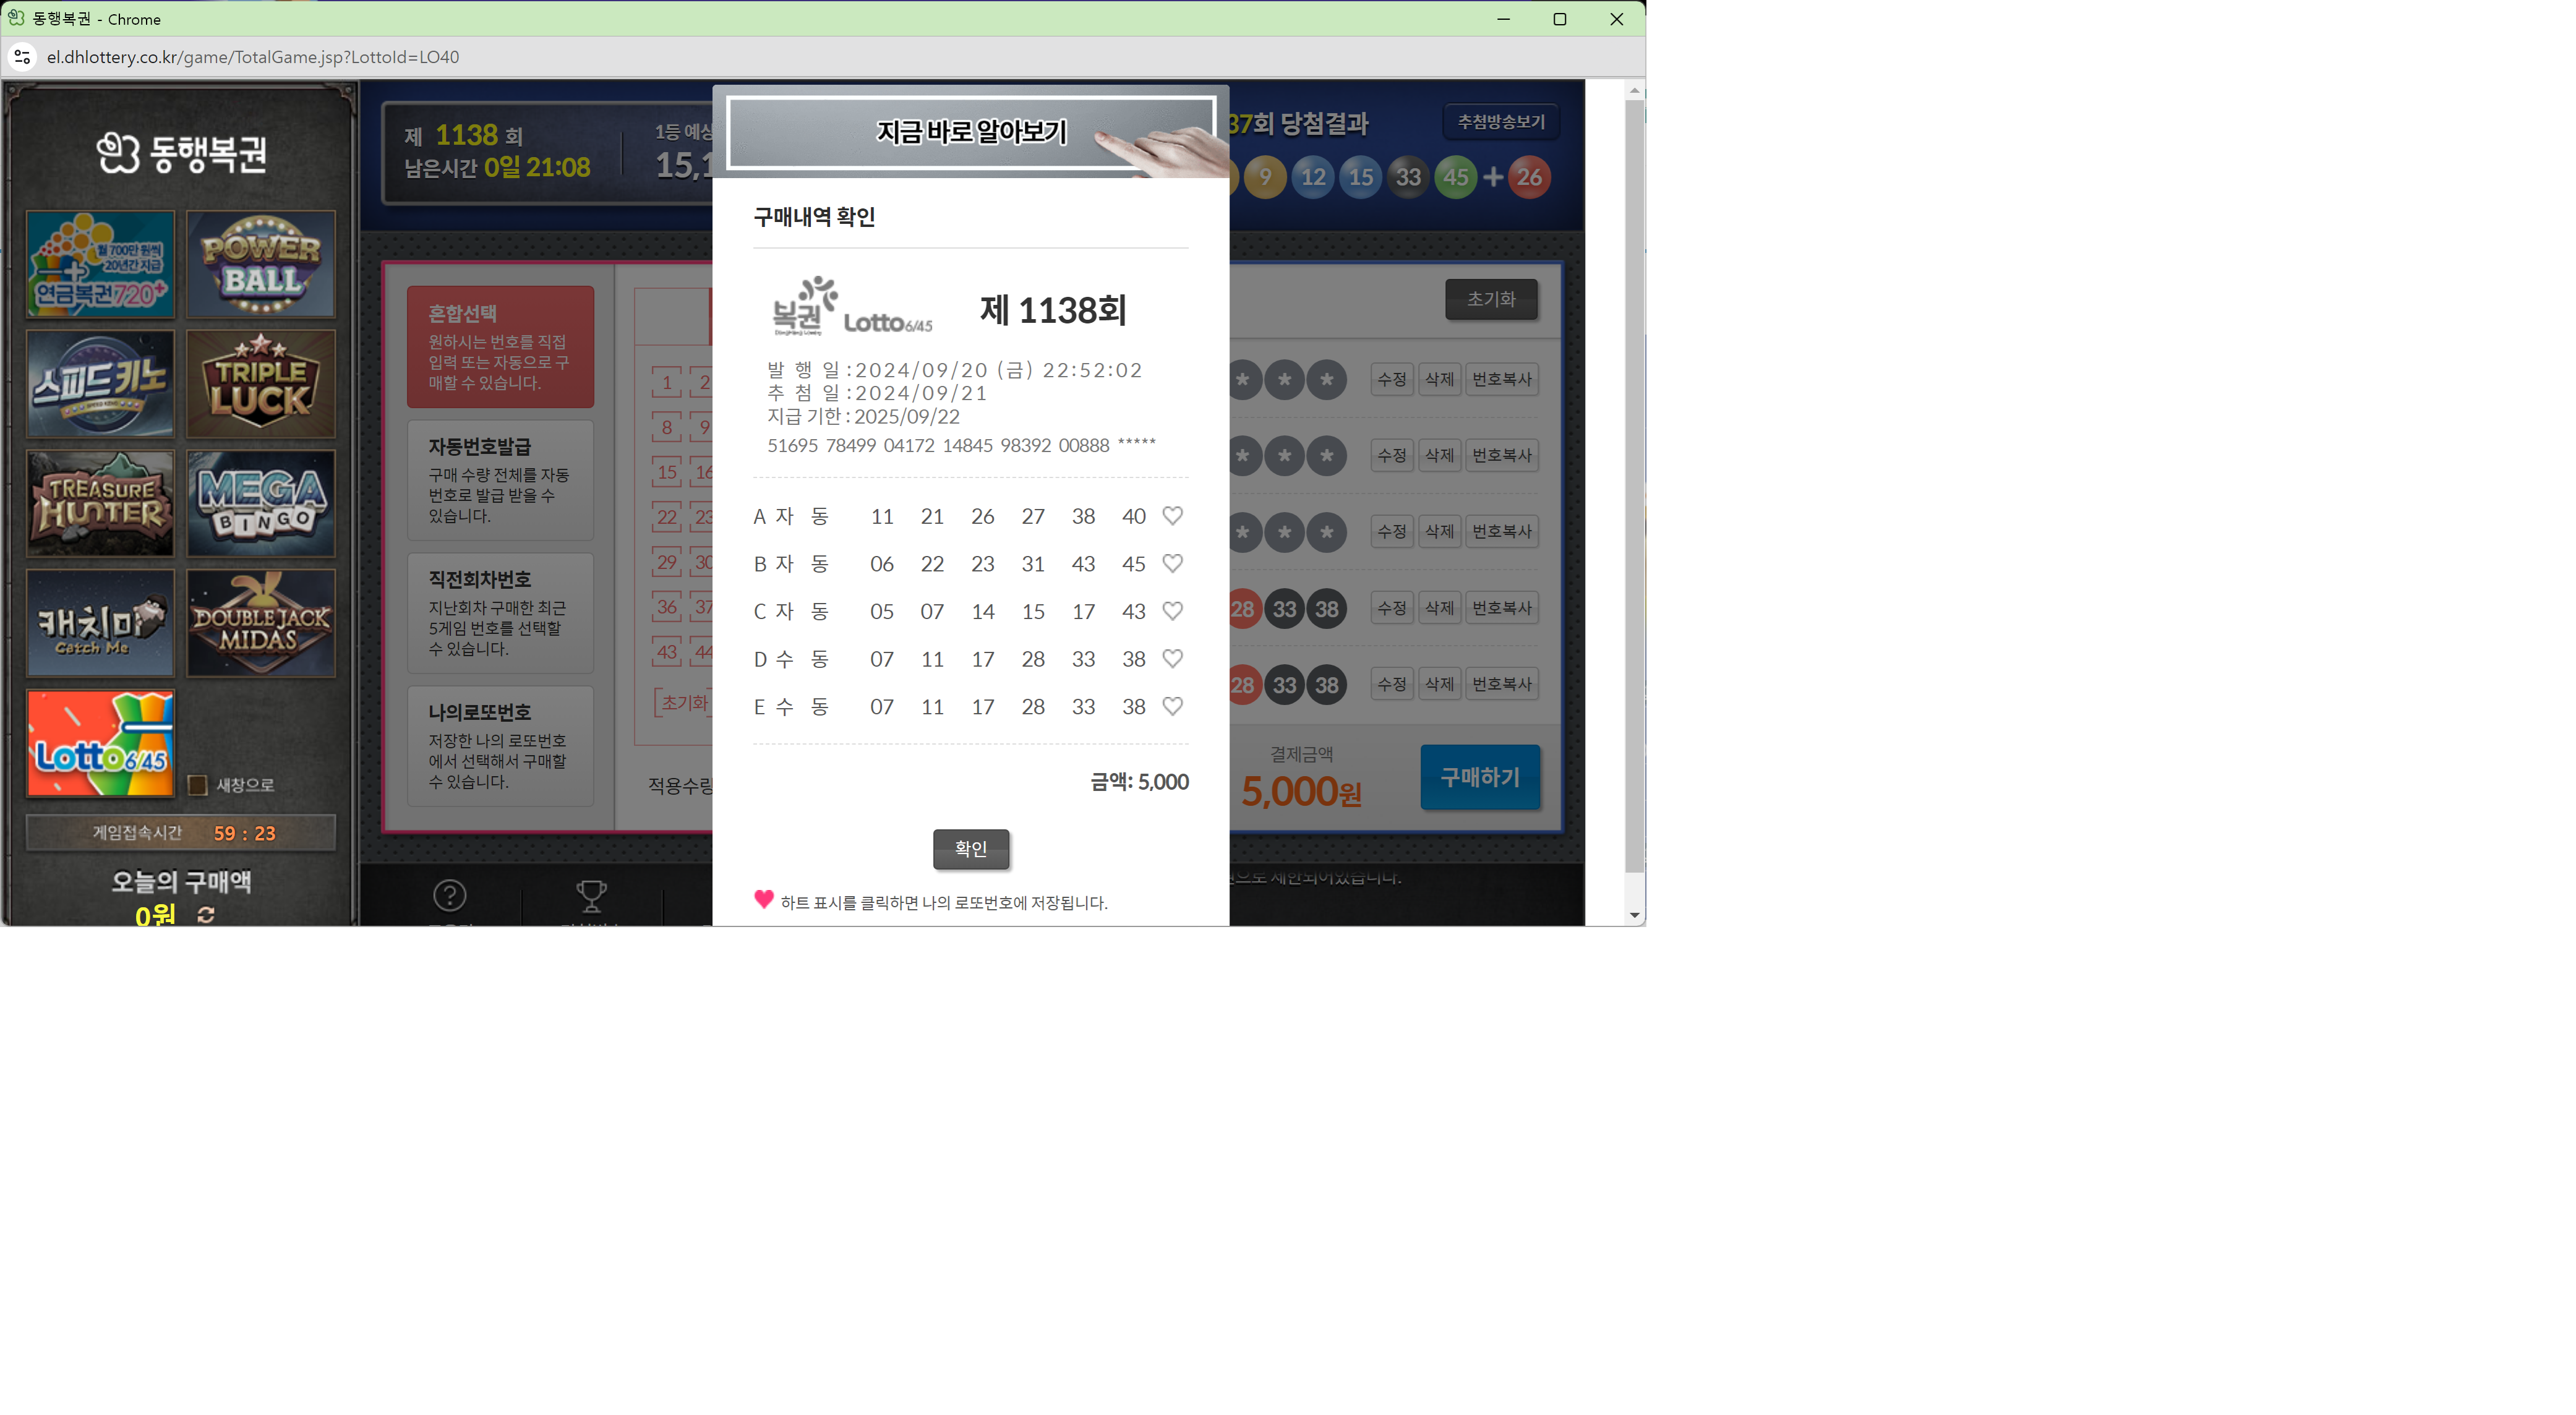 동행복권 - Chrome
el.dhlottery.co.kr/game/TotalGame.jsp?LottoId=LO40
동행복권
월 700만 원씩
20년간 지급
연금복권720+
POWER BALL
스피드키노
TRIPLE LUCK
TREASURE HUNTER
MEGA BINGO
캐치미
Catch Me
DOUBLE JACK MIDAS
Lotto 6/45
새창으로
게임접속시간 59 : 23
오늘의 구매액
0원
제 1138 회
남은시간 0일 21:08
1등 예상
15,1
37회 당첨결과
추첨방송보기
9 12 15 33 45 + 26
혼합선택
원하시는 번호를 직접
입력 또는 자동으로 구
매할 수 있습니다.
자동번호발급
구매 수량 전체를 자동
번호로 발급 받을 수
있습니다.
직전회차번호
지난회차 구매한 최근
5게임 번호를 선택할
수 있습니다.
나의로또번호
저장한 나의 로또번호
에서 선택해서 구매할
수 있습니다.
1 2
8 9
15 16
22 23
29 30
36 37
43 44
초기화
적용수량
지금 바로 알아보기
구매내역 확인
복권 Lotto 6/45
제 1138회
발 행 일 : 2024/09/20 (금) 22:52:02
추 첨 일 : 2024/09/21
지급 기한 : 2025/09/22
51695 78499 04172 14845 98392 00888 *****
A 자 동 11 21 26 27 38 40
B 자 동 06 22 23 31 43 45
C 자 동 05 07 14 15 17 43
D 수 동 07 11 17 28 33 38
E 수 동 07 11 17 28 33 38
금액: 5,000
확인
하트 표시를 클릭하면 나의 로또번호에 저장됩니다.
초기화
* * * 수정 삭제 번호복사
* * * 수정 삭제 번호복사
* * * 수정 삭제 번호복사
28 33 38 수정 삭제 번호복사
28 33 38 수정 삭제 번호복사
결제금액
5,000원
구매하기
제한되어있습니다.